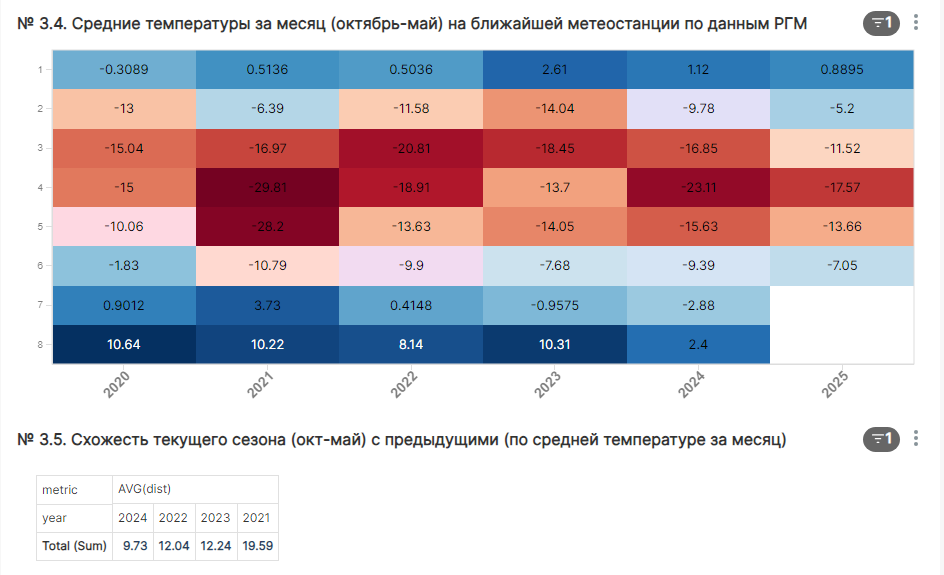 № 3.4. Средние температуры за месяц (октябрь-май) на ближайшей метеостанции по данным РГМ
1
1 -0.3089 0.5136 0.5036 2.61 1.12 0.8895
2 -13 -6.39 -11.58 -14.04 -9.78 -5.2
3 -15.04 -16.97 -20.81 -18.45 -16.85 -11.52
4 -15 -29.81 -18.91 -13.7 -23.11 -17.57
5 -10.06 -28.2 -13.63 -14.05 -15.63 -13.66
6 -1.83 -10.79 -9.9 -7.68 -9.39 -7.05
7 0.9012 3.73 0.4148 -0.9575 -2.88
8 10.64 10.22 8.14 10.31 2.4
2020 2021 2022 2023 2024 2025
№ 3.5. Схожесть текущего сезона (окт-май) с предыдущими (по средней температуре за месяц)
1
metric AVG(dist)
year 2024 2022 2023 2021
Total (Sum) 9.73 12.04 12.24 19.59